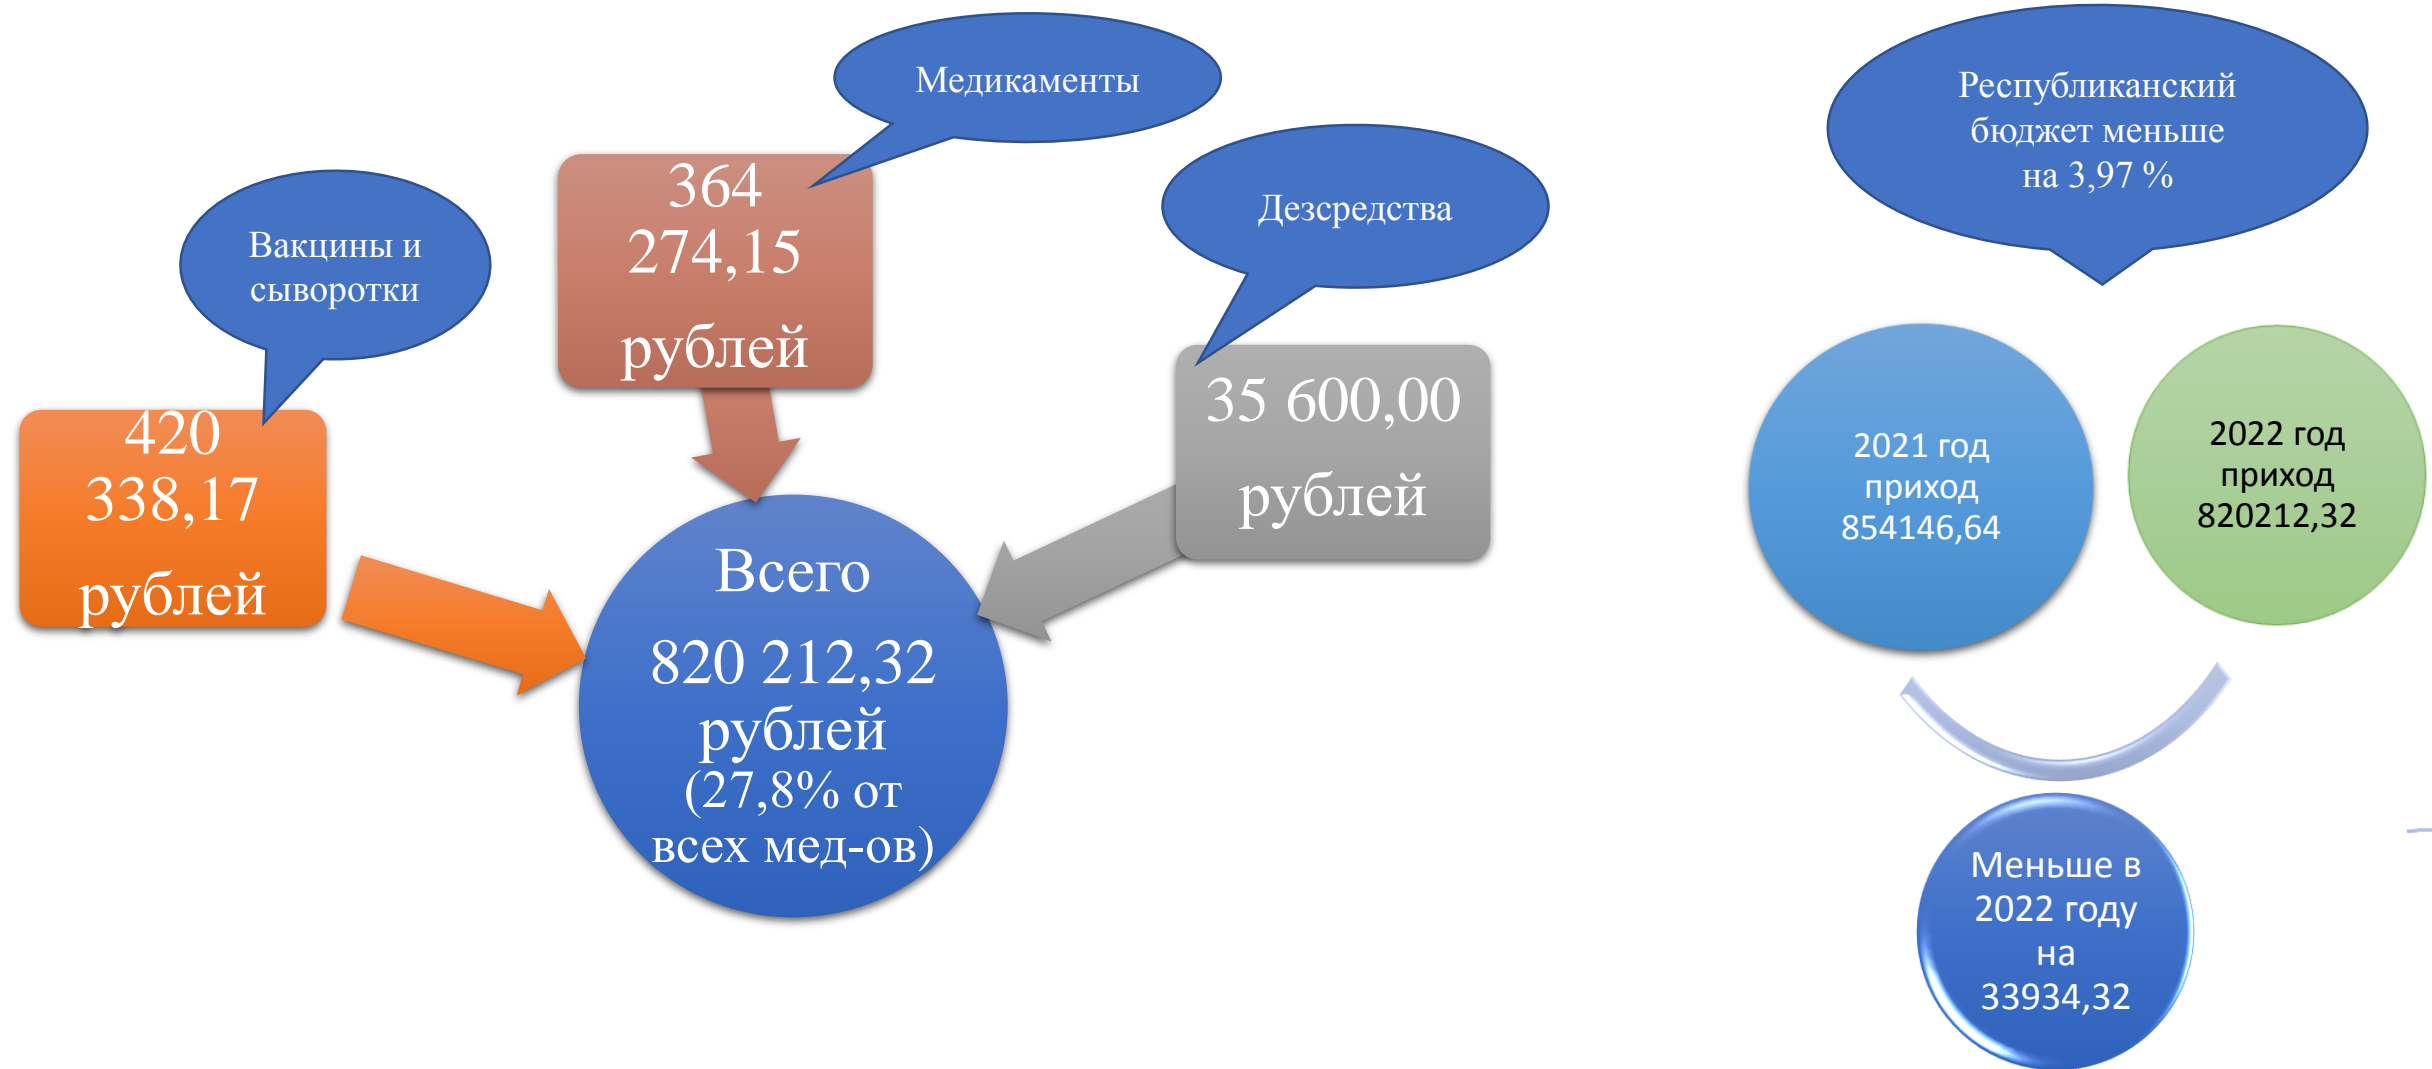 Вакцины и
сыворотки
420
338,17
рублей
Медикаменты
364
274,15
рублей
Дезсредства
35 600,00
рублей
Всего
820 212,32
рублей
(27,8% от
всех мед-ов)
Республиканский
бюджет меньше
на 3,97 %
2021 год
приход
854146,64
2022 год
приход
820212,32
Меньше в
2022 году
на
33934,32